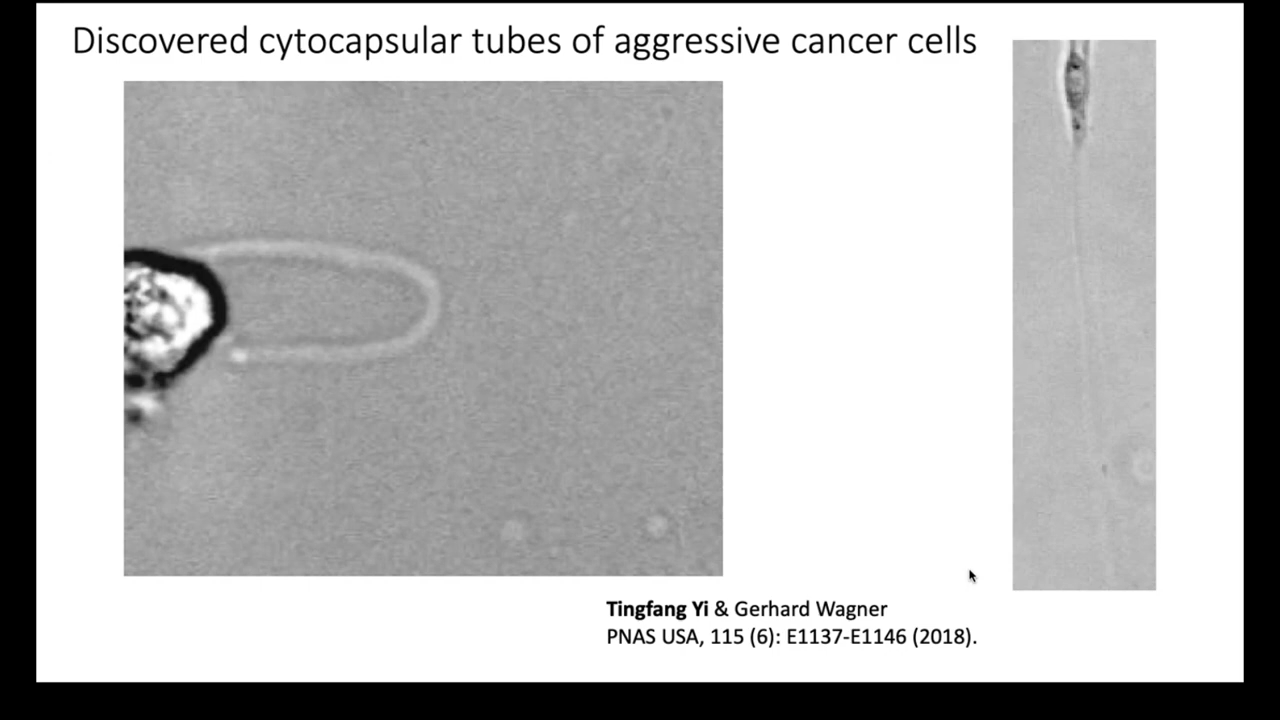 Discovered cytocapsular tubes of aggressive cancer cells
Tingfang Yi & Gerhard Wagner
PNAS USA, 115 (6): E1137-E1146 (2018).